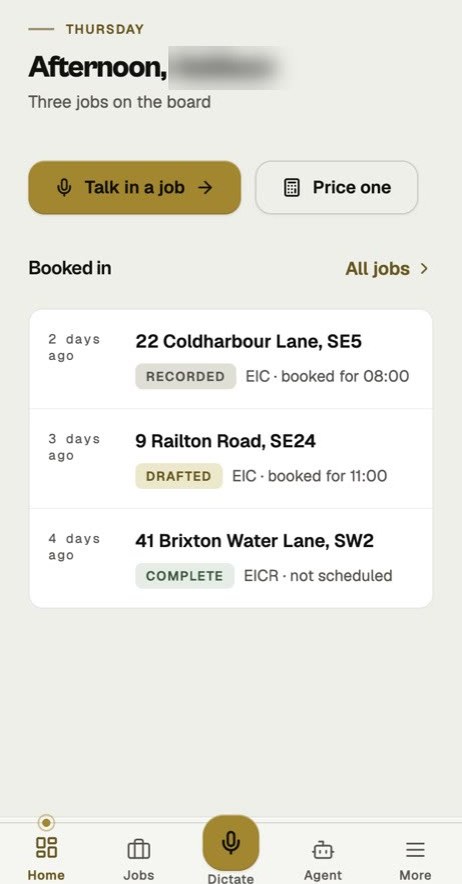 THURSDAY
Afternoon,
Three jobs on the board
Talk in a job
Price one
Booked in
All jobs
2 days ago
22 Coldharbour Lane, SE5
RECORDED EIC · booked for 08:00
3 days ago
9 Railton Road, SE24
DRAFTED EIC · booked for 11:00
4 days ago
41 Brixton Water Lane, SW2
COMPLETE EICR · not scheduled
Home
Jobs
Dictate
Agent
More